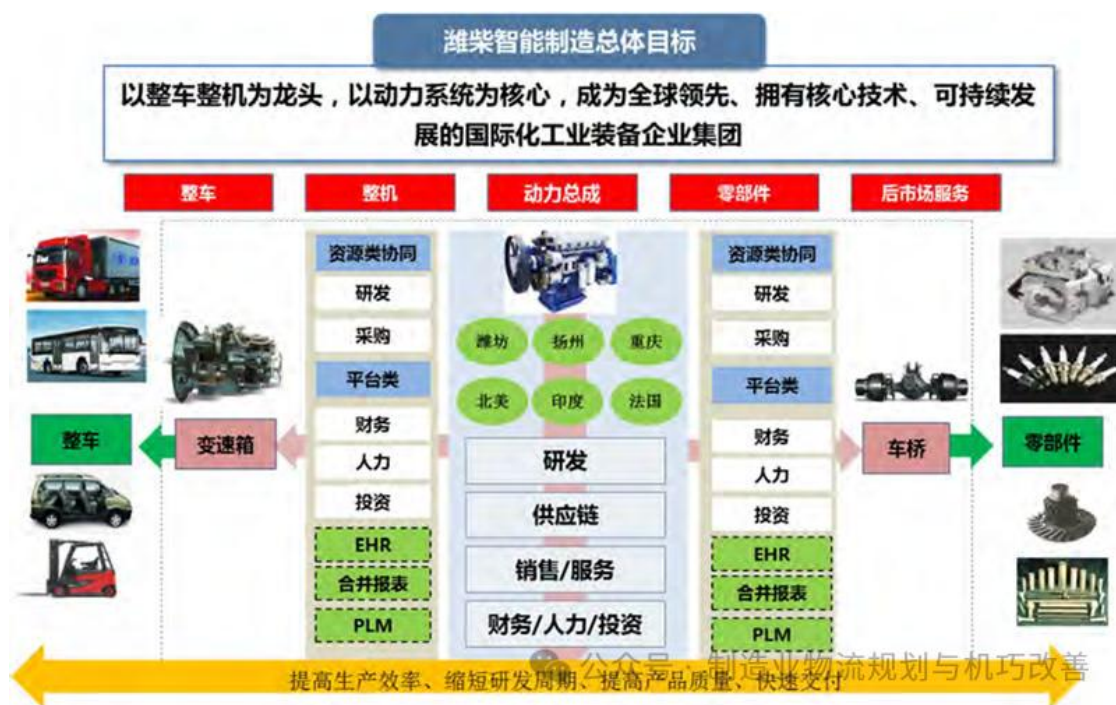 潍柴智能制造总体目标
以整车整机为龙头，以动力系统为核心，成为全球领先、拥有核心技术、可持续发
展的国际化工业装备企业集团
整车
整机
动力总成
零部件
后市场服务
资源类协同
研发
采购
平台类
财务
人力
投资
EHR
合并报表
PLM
潍坊
扬州
重庆
北美
印度
法国
研发
供应链
销售/服务
财务/人力/投资
资源类协同
研发
采购
平台类
财务
人力
投资
EHR
合并报表
PLM
整车
变速箱
车桥
零部件
公众号 · 制造业物流规划与机巧改善
提高生产效率、缩短研发周期、提高产品质量、快速交付